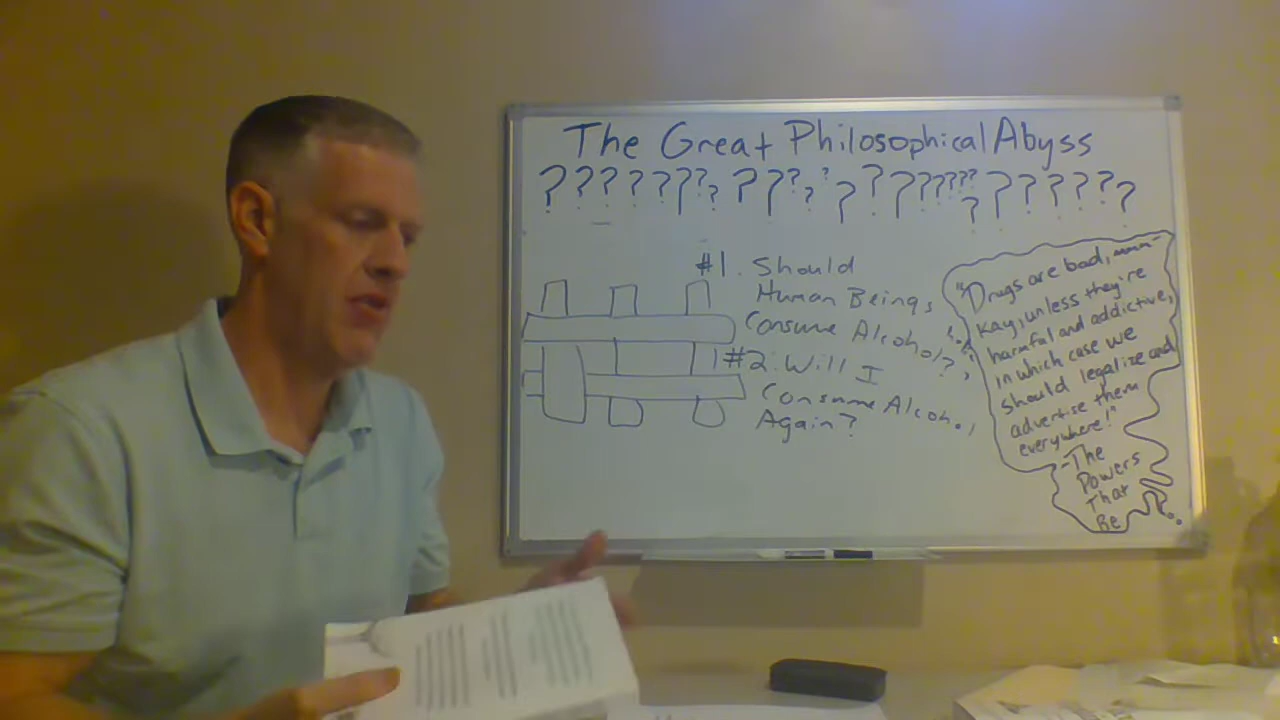 The Great Philosophical Abyss
? ? ? ? ? ? ? ? ? ? ? ? ? ? ? ? ? ? ? ? ? ? ? ? ? ? ? ? ?
#1. Should
Human Beings
Consume Alcohol?
#2. Will I
Consume Alcohol
Again?
"Drugs are bad, mmm-
kay, unless they're
harmful and addictive,
in which case we
should legalize and
advertise them
everywhere!"
-The
Powers
That
Be